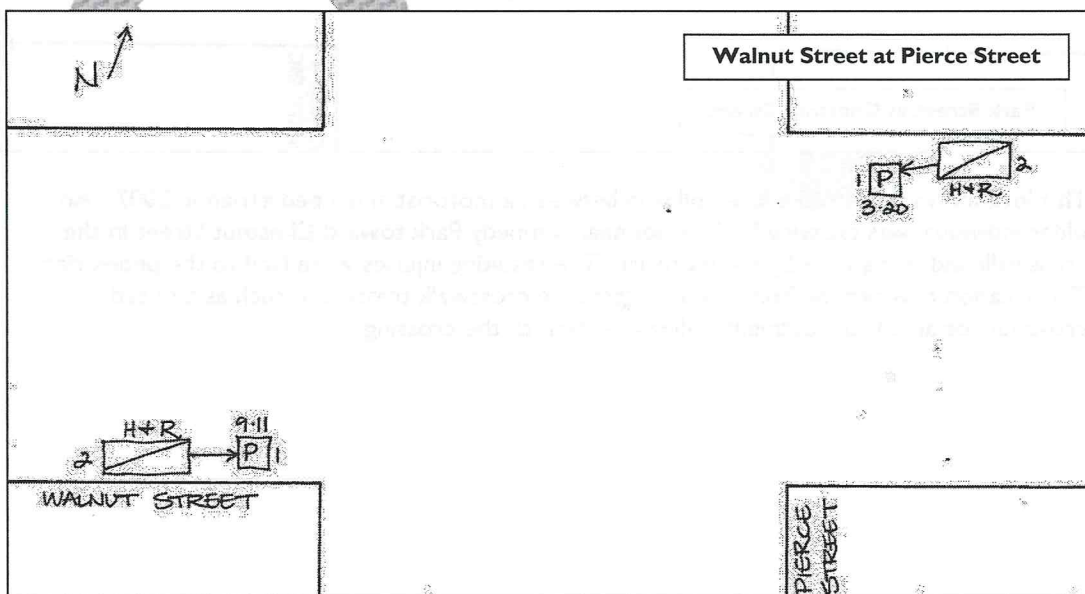 N
Walnut Street at Pierce Street
1 P 2
H+R
3-20
H+R 9-11
2 P 1
WALNUT STREET
PIERCE
STREET